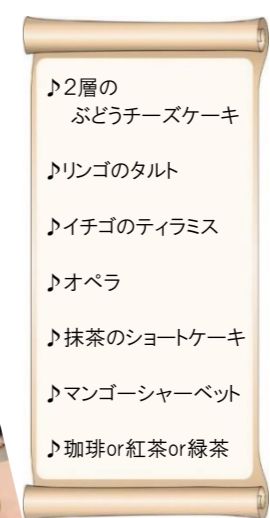 ♪2層の
ぶどうチーズケーキ
♪リンゴのタルト
♪イチゴのティラミス
♪オペラ
♪抹茶のショートケーキ
♪マンゴーシャーベット
♪珈琲or紅茶or緑茶